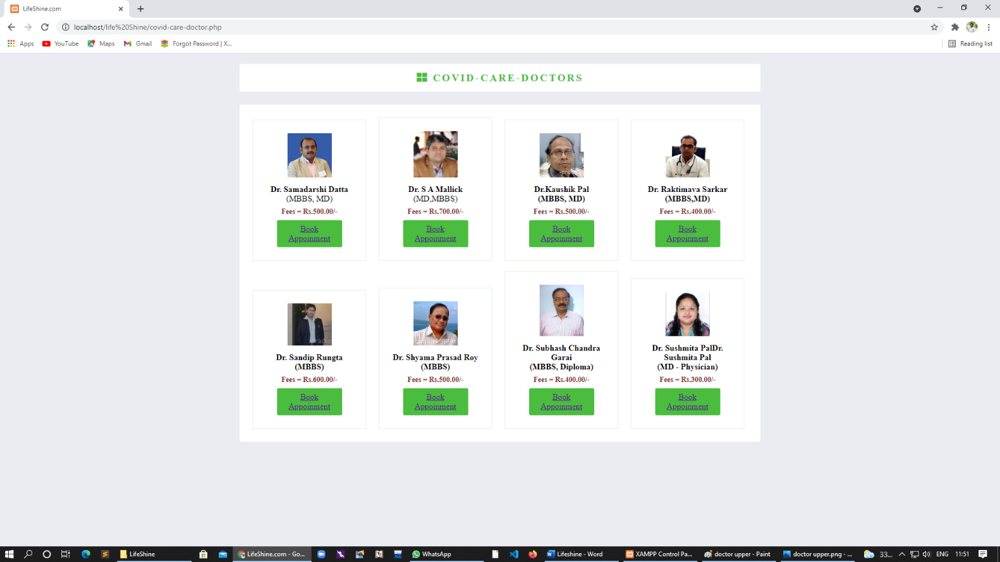 LifeShine.com
localhost/life%20Shine/covid-care-doctor.php
Apps
YouTube
Maps
Gmail
Forgot Password | X...
Reading list
COVID-CARE-DOCTORS
Dr. Samadarshi Datta
(MBBS, MD)
Fees = Rs.500.00/-
Book
Appoinment
Dr. S A Mallick
(MD,MBBS)
Fees = Rs.700.00/-
Book
Appoinment
Dr.Kaushik Pal
(MBBS, MD)
Fees = Rs.500.00/-
Book
Appoinment
Dr. Raktimava Sarkar
(MBBS,MD)
Fees = Rs.400.00/-
Book
Appoinment
Dr. Sandip Rungta
(MBBS)
Fees = Rs.600.00/-
Book
Appoinment
Dr. Shyama Prasad Roy
(MBBS)
Fees = Rs.500.00/-
Book
Appoinment
Dr. Subhash Chandra
Garai
(MBBS, Diploma)
Fees = Rs.400.00/-
Book
Appoinment
Dr. Sushmita PalDr.
Sushmita Pal
(MD - Physician)
Fees = Rs.300.00/-
Book
Appoinment
LifeShine
LifeShine.com - Go...
WhatsApp
Lifeshine - Word
XAMPP Control Pa...
doctor upper - Paint
doctor upper.png - ...
33...
ENG
11:51